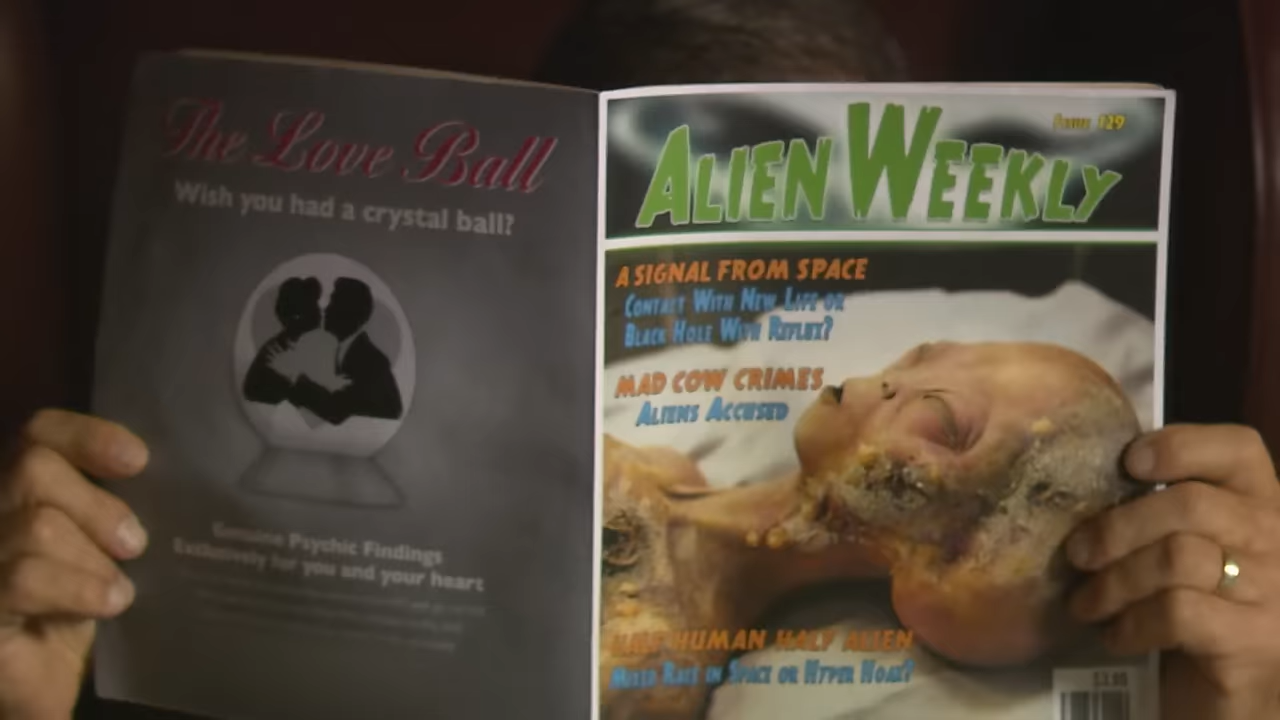 The Love Ball
Wish you had a crystal ball?
Psychic Findings
Exclusively for you and your heart
ISSUE 129
ALIEN WEEKLY
A SIGNAL FROM SPACE
CONTACT WITH NEW LIFE OR
BLACK HOLE WITH REFLUX?
MAD COW CRIMES
ALIENS ACCUSED
HALF HUMAN HALF ALIEN
MIXED RACE IN SPACE OR HYPER HOAX?